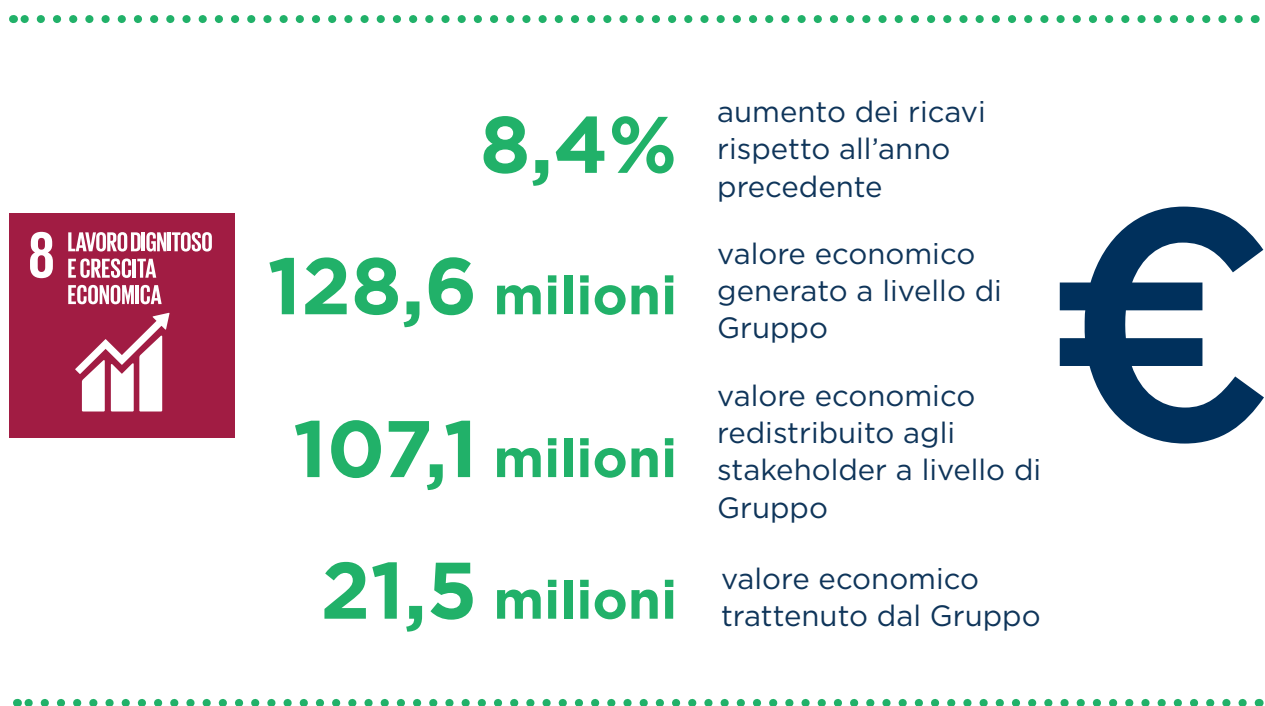 8,4%
aumento dei ricavi
rispetto all’anno
precedente
8 LAVORO DIGNITOSO
E CRESCITA
ECONOMICA
128,6 milioni
valore economico
generato a livello di
Gruppo
€
107,1 milioni
valore economico
redistribuito agli
stakeholder a livello di
Gruppo
21,5 milioni
valore economico
trattenuto dal Gruppo